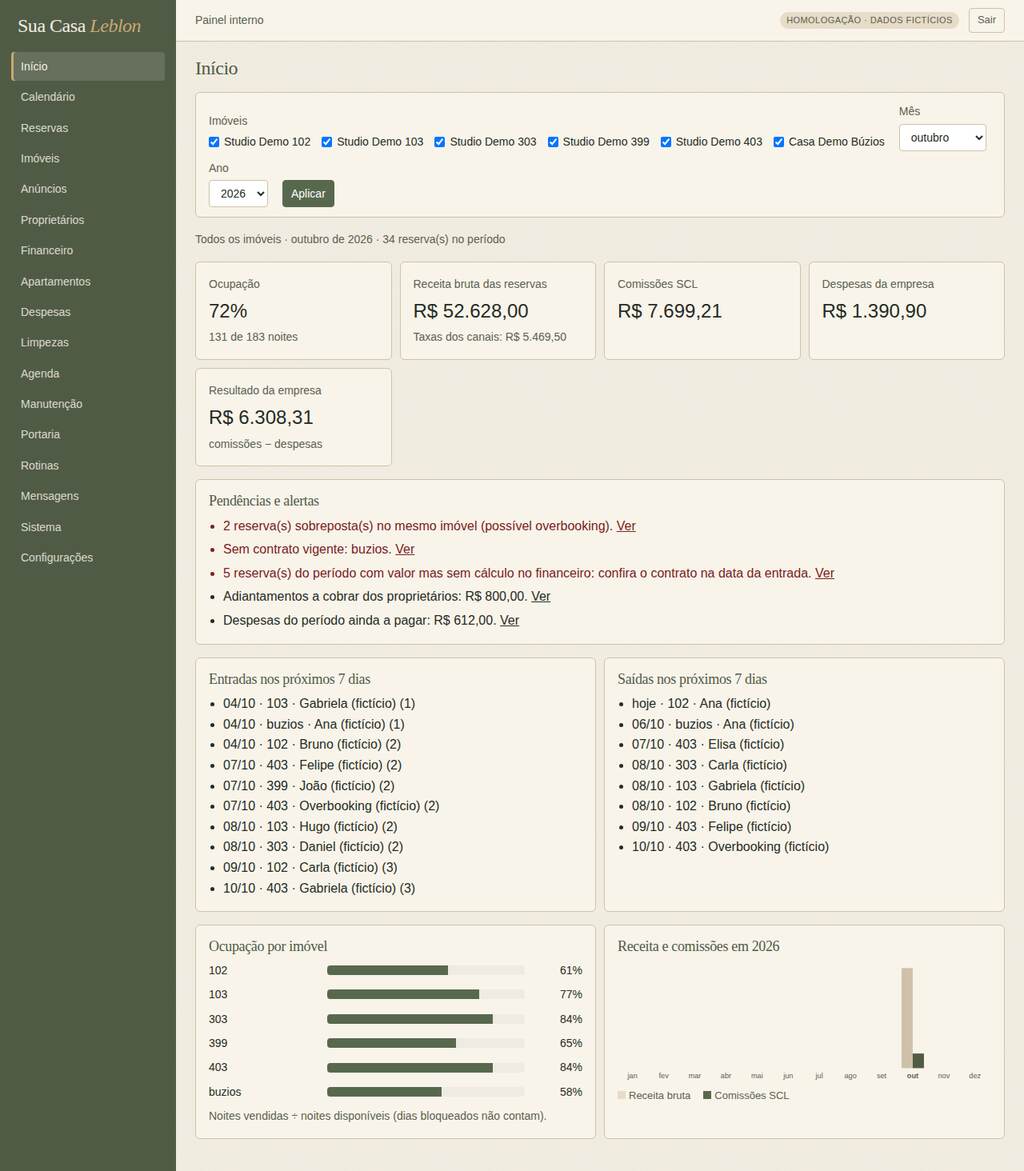 Sua Casa Leblon
Início
Calendário
Reservas
Imóveis
Anúncios
Proprietários
Financeiro
Apartamentos
Despesas
Limpezas
Agenda
Manutenção
Portaria
Rotinas
Mensagens
Sistema
Configurações
Painel interno
HOMOLOGAÇÃO · DADOS FICTÍCIOS
Sair
Início
Imóveis
Studio Demo 102 Studio Demo 103 Studio Demo 303 Studio Demo 399 Studio Demo 403 Casa Demo Búzios
Mês
outubro
Ano
2026
Aplicar
Todos os imóveis · outubro de 2026 · 34 reserva(s) no período
Ocupação
72%
131 de 183 noites
Receita bruta das reservas
R$ 52.628,00
Taxas dos canais: R$ 5.469,50
Comissões SCL
R$ 7.699,21
Despesas da empresa
R$ 1.390,90
Resultado da empresa
R$ 6.308,31
comissões − despesas
Pendências e alertas
2 reserva(s) sobreposta(s) no mesmo imóvel (possível overbooking). Ver
Sem contrato vigente: buzios. Ver
5 reserva(s) do período com valor mas sem cálculo no financeiro: confira o contrato na data da entrada. Ver
Adiantamentos a cobrar dos proprietários: R$ 800,00. Ver
Despesas do período ainda a pagar: R$ 612,00. Ver
Entradas nos próximos 7 dias
04/10 · 103 · Gabriela (fictício) (1)
04/10 · buzios · Ana (fictício) (1)
04/10 · 102 · Bruno (fictício) (2)
07/10 · 403 · Felipe (fictício) (2)
07/10 · 399 · João (fictício) (2)
07/10 · 403 · Overbooking (fictício) (2)
08/10 · 103 · Hugo (fictício) (2)
08/10 · 303 · Daniel (fictício) (2)
09/10 · 102 · Carla (fictício) (3)
10/10 · 403 · Gabriela (fictício) (3)
Saídas nos próximos 7 dias
hoje · 102 · Ana (fictício)
06/10 · buzios · Ana (fictício)
07/10 · 403 · Elisa (fictício)
08/10 · 303 · Carla (fictício)
08/10 · 103 · Gabriela (fictício)
08/10 · 102 · Bruno (fictício)
09/10 · 403 · Felipe (fictício)
10/10 · 403 · Overbooking (fictício)
Ocupação por imóvel
102 61%
103 77%
303 84%
399 65%
403 84%
buzios 58%
Noites vendidas ÷ noites disponíveis (dias bloqueados não contam).
Receita e comissões em 2026
jan fev mar abr mai jun jul ago set out nov dez
Receita bruta Comissões SCL